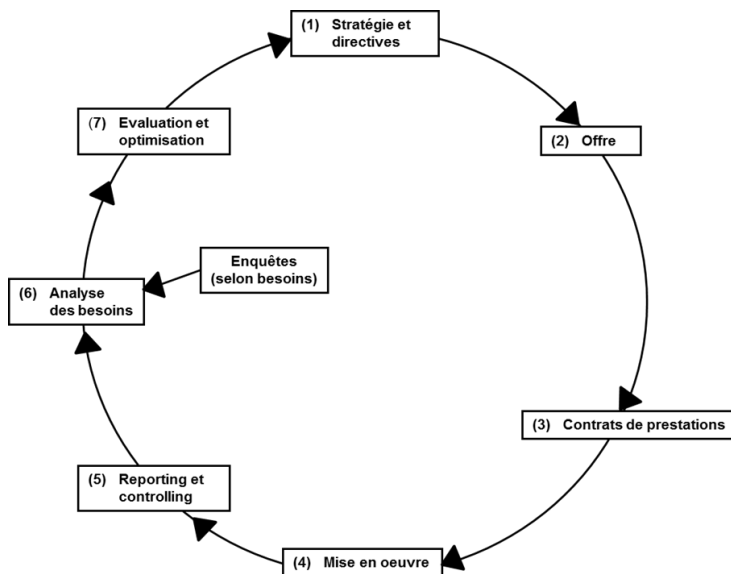 (1) Stratégie et
directives
(2) Offre
(3) Contrats de prestations
(4) Mise en oeuvre
(5) Reporting et
controlling
(6) Analyse
des besoins
Enquêtes
(selon besoins)
(7) Evaluation et
optimisation